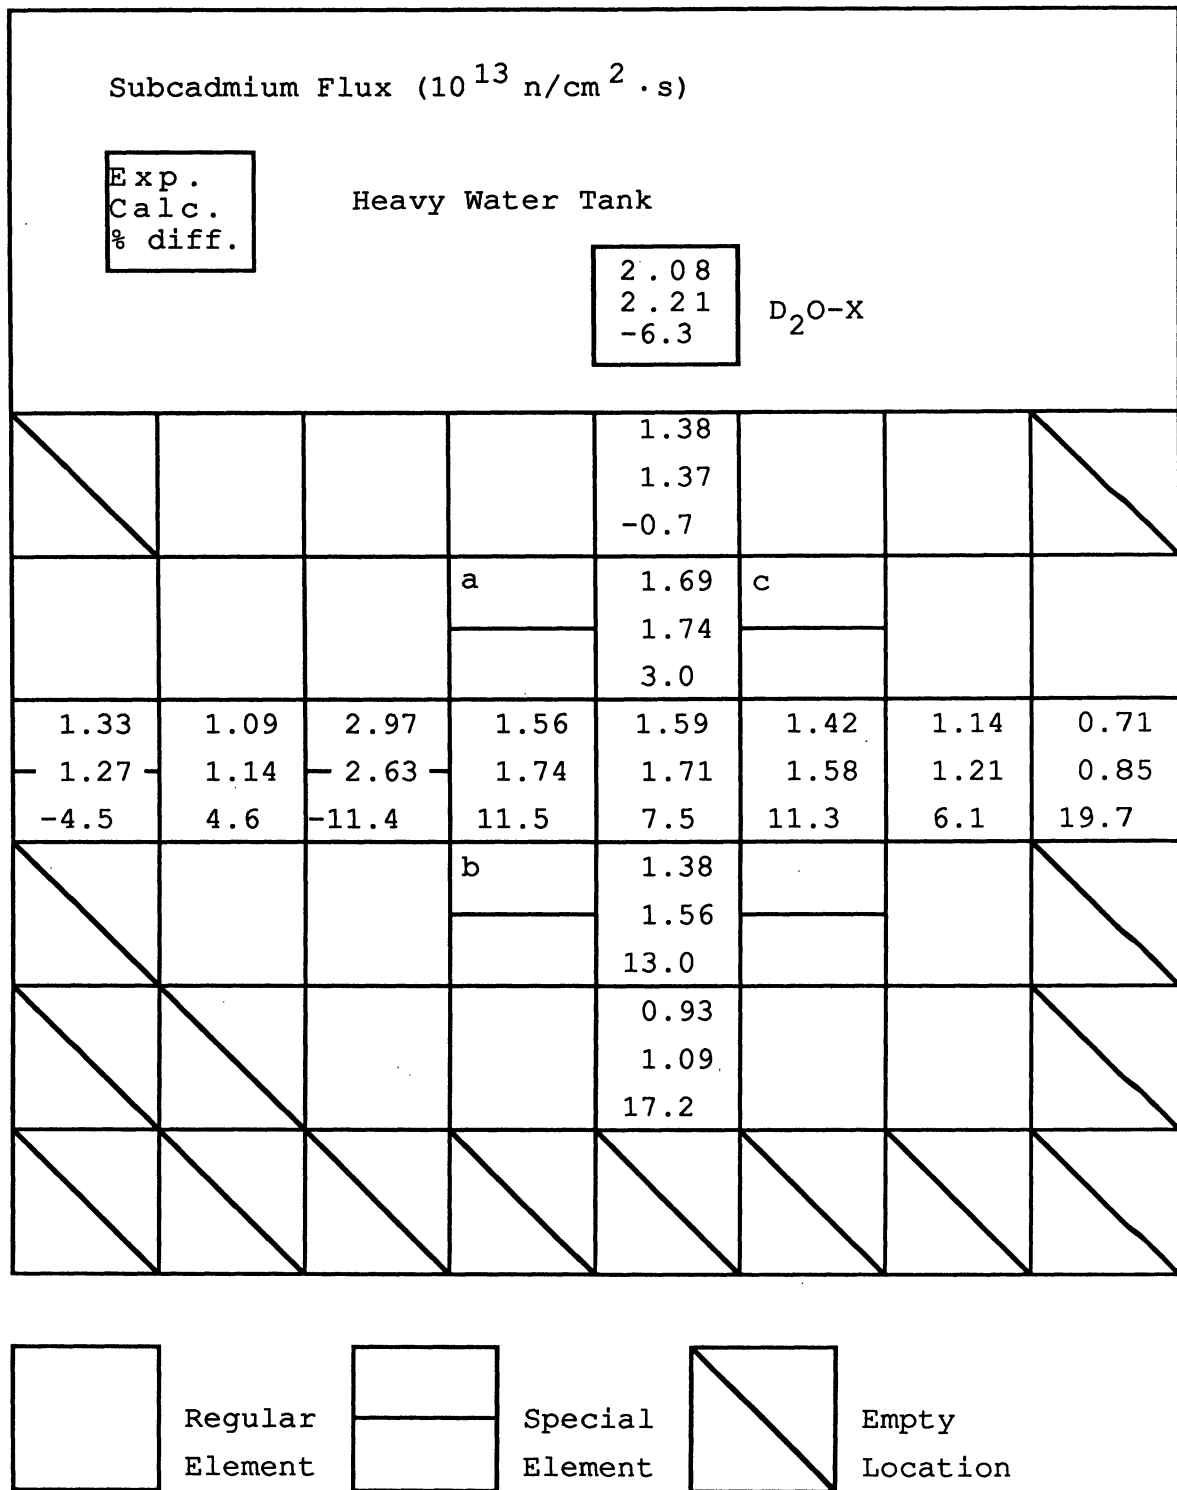 Subcadmium Flux (10^13 n/cm^2 · s)
Exp.
Calc.
% diff.
Heavy Water Tank
2.08
2.21
-6.3
D2O-X
1.38
1.37
-0.7
a
1.69
1.74
3.0
c
1.33 1.09 2.97 1.56 1.59 1.42 1.14 0.71
1.27 1.14 2.63 1.74 1.71 1.58 1.21 0.85
-4.5 4.6 -11.4 11.5 7.5 11.3 6.1 19.7
b
1.38
1.56
13.0
0.93
1.09
17.2
Regular
Element
Special
Element
Empty
Location